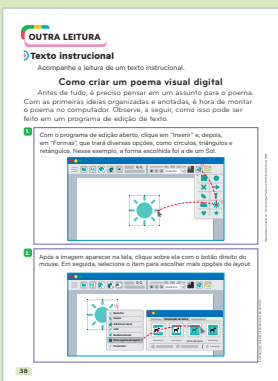 OUTRA LEITURA
Texto instrucional
Acompanhe a leitura de um texto instrucional.
Como criar um poema visual digital
Antes de tudo, é preciso pensar em um assunto para o poema.
Com as primeiras ideias organizadas e anotadas, é hora de montar
o poema no computador. Observe, a seguir, como isso pode ser
feito em um programa de edição de texto.
1.
Com o programa de edição aberto, clique em "Inserir" e, depois,
em "Formas", que trará diversas opções, como círculos, triângulos e
retângulos. Nesse exemplo, a forma escolhida foi a de um Sol.
2.
Após a imagem aparecer na tela, clique sobre ela com o botão direito do
mouse. Em seguida, selecione o item para escolher mais opções de layout.
38